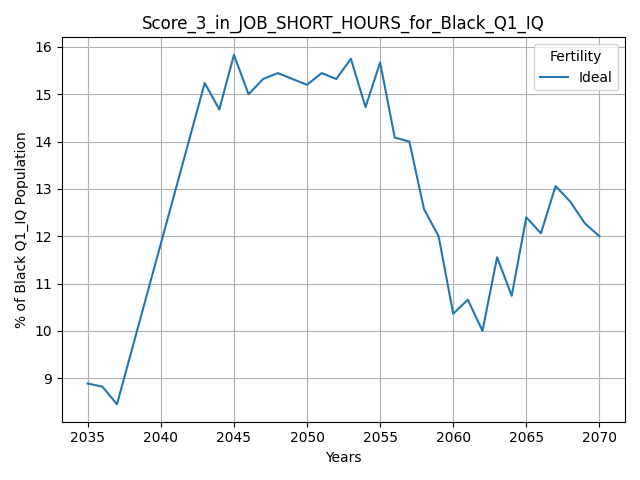 Score_3_in_JOB_SHORT_HOURS_for_Black_Q1_IQ
Fertility
Ideal
% of Black Q1_IQ Population
16
15
14
13
12
11
10
9
2035 2040 2045 2050 2055 2060 2065 2070
Years